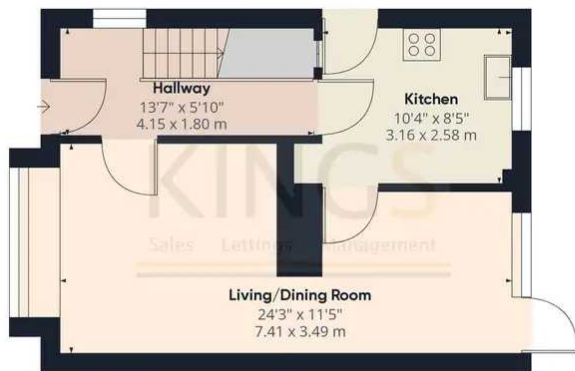 Hallway
13'7" x 5'10"
4.15 x 1.80 m
Kitchen
10'4" x 8'5"
3.16 x 2.58 m
KINGS
Sales Lettings Management
Living/Dining Room
24'3" x 11'5"
7.41 x 3.49 m